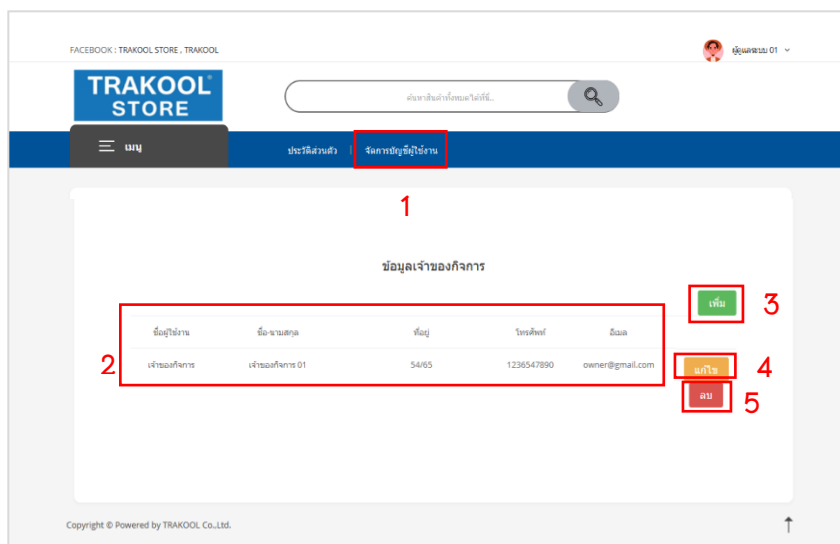 FACEBOOK : TRAKOOL STORE , TRAKOOL
ผู้ดูแลระบบ 01
TRAKOOL
STORE
ค้นหาสินค้าทั้งหมดได้ที่นี่...
เมนู
ประวัติส่วนตัว | จัดการบัญชีผู้ใช้งาน
1
ข้อมูลเจ้าของกิจการ
เพิ่ม 3
ชื่อผู้ใช้งาน ชื่อ-นามสกุล ที่อยู่ โทรศัพท์ อีเมล
2 เจ้าของกิจการ เจ้าของกิจการ 01 54/65 1236547890 owner@gmail.com แก้ไข 4
ลบ 5
Copyright © Powered by TRAKOOL Co.,Ltd.